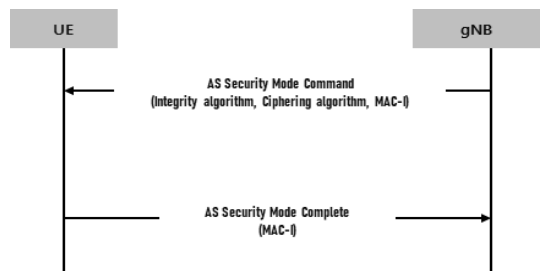 UE
gNB
AS Security Mode Command
(Integrity algorithm, Ciphering algorithm, MAC-I)
AS Security Mode Complete
(MAC-I)